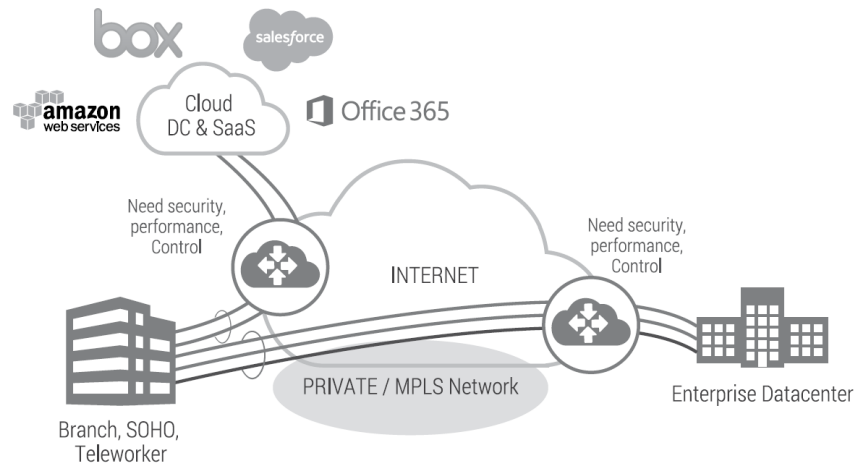 box
salesforce
amazon
web services
Cloud
DC & SaaS
Office 365
Need security,
performance,
Control
Need security,
performance,
Control
INTERNET
PRIVATE / MPLS Network
Enterprise Datacenter
Branch, SOHO,
Teleworker